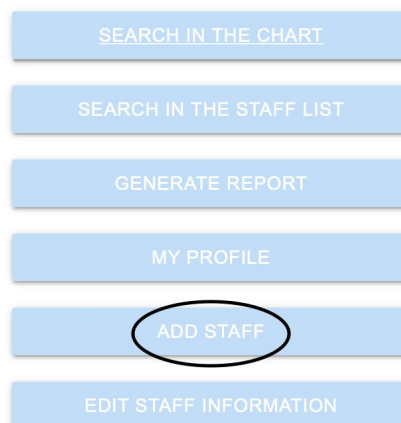 SEARCH IN THE CHART
SEARCH IN THE STAFF LIST
GENERATE REPORT
MY PROFILE
ADD STAFF
EDIT STAFF INFORMATION